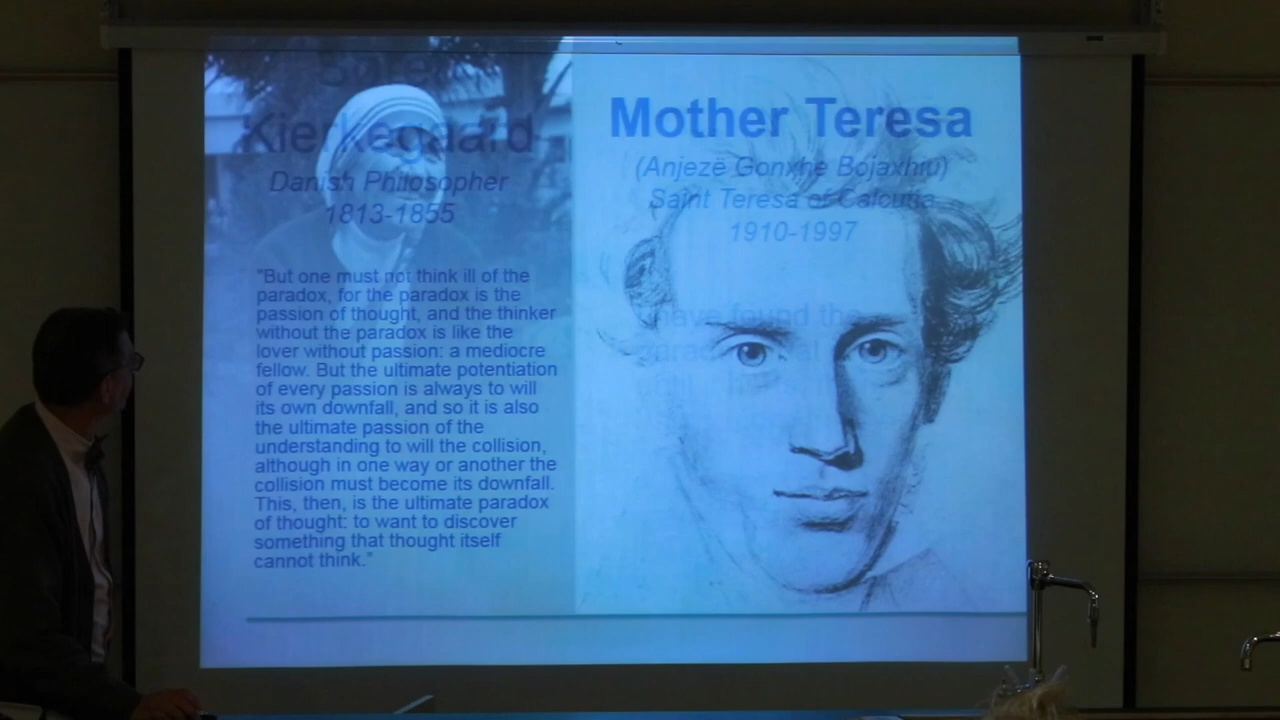 Søren
Kierkegaard
Danish Philosopher
1813-1855
"But one must not think ill of the
paradox, for the paradox is the
passion of thought, and the thinker
without the paradox is like the
lover without passion: a mediocre
fellow. But the ultimate potentiation
of every passion is always to will
its own downfall, and so it is also
the ultimate passion of the
understanding to will the collision,
although in one way or another the
collision must become its downfall.
This, then, is the ultimate paradox
of thought: to want to discover
something that thought itself
cannot think."
Mother Teresa
(Anjezë Gonxhe Bojaxhiu)
Saint Teresa of Calcutta
1910-1997
have found the